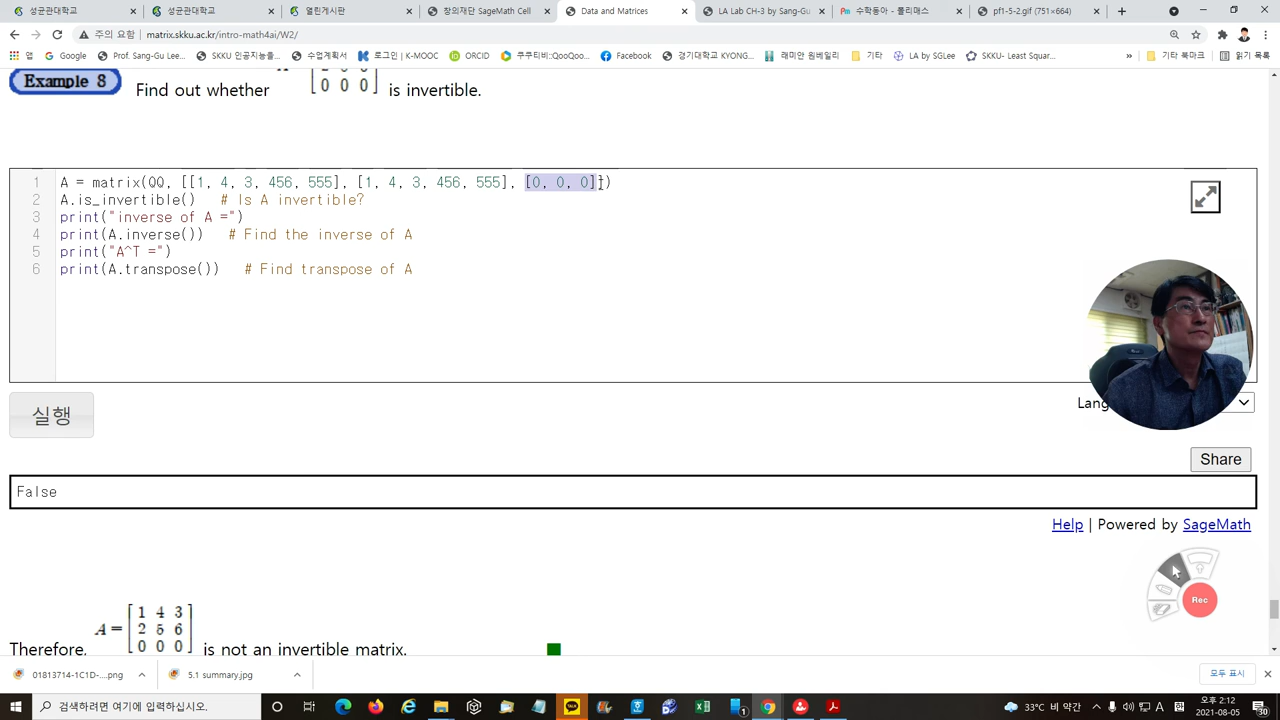 성균관대학교
성균관대학교
열린게시판
창의재단 SageMath Cell
Data and Matrices
LA Lab CH-3 by Sang-Gu
수학동아 - 폴리매스
pf1-5-2.gif (751×664)
주의 요함 | matrix.skku.ac.kr/intro-math4ai/W2/
앱
Google
Prof. Sang-Gu Lee...
SKKU 인공지능솔...
수업계획서
로그인 | K-MOOC
ORCID
쿠쿠티비::QooQoo...
Facebook
경기대학교 KYONG...
래미안 원베일리
기타
LA by SGLee
SKKU- Least Squar...
»
기타 북마크
읽기 목록
Example 8
Find out whether
0 0 0
is invertible.
1 A = matrix(QQ, [[1, 4, 3, 456, 555], [1, 4, 3, 456, 555], [0, 0, 0]])
2 A.is_invertible() # Is A invertible?
3 print("inverse of A =")
4 print(A.inverse()) # Find the inverse of A
5 print("A^T =")
6 print(A.transpose()) # Find transpose of A
실행
Lang
Share
False
Help | Powered by SageMath
Rec
1 4 3
A = 2 5 6
0 0 0
Therefore, is not an invertible matrix.
01813714-1C1D-....png
5.1 summary.jpg
모두 표시
검색하려면 여기에 입력하십시오.
TALK
33°C 비 약간
A
오후 2:12
2021-08-05
30